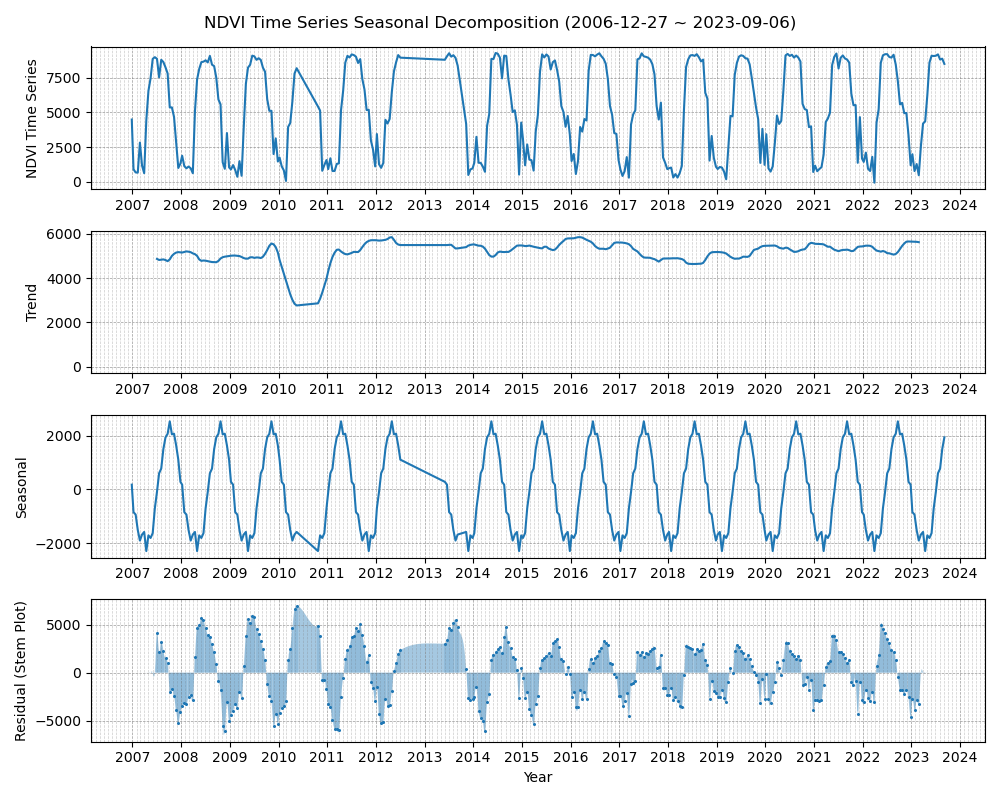 NDVI Time Series Seasonal Decomposition (2006-12-27 ~ 2023-09-06)
NDVI Time Series
7500
5000
2500
0
2007 2008 2009 2010 2011 2012 2013 2014 2015 2016 2017 2018 2019 2020 2021 2022 2023 2024
Trend
6000
4000
2000
0
2007 2008 2009 2010 2011 2012 2013 2014 2015 2016 2017 2018 2019 2020 2021 2022 2023 2024
Seasonal
2000
0
−2000
2007 2008 2009 2010 2011 2012 2013 2014 2015 2016 2017 2018 2019 2020 2021 2022 2023 2024
Residual (Stem Plot)
5000
0
−5000
2007 2008 2009 2010 2011 2012 2013 2014 2015 2016 2017 2018 2019 2020 2021 2022 2023 2024
Year